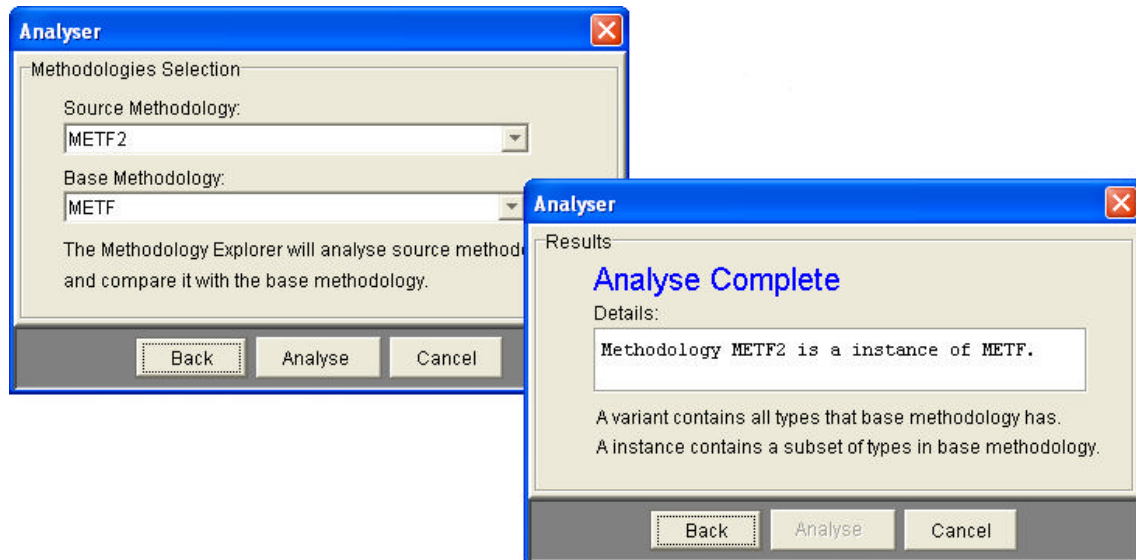 Analyser
Methodologies Selection
Source Methodology:
METF2
Base Methodology:
METF
The Methodology Explorer will analyse source
and compare it with the base methodology.
Back
Analyse
Cancel
Analyser
Results
Analyse Complete
Details:
Methodology METF2 is a instance of METF.
A variant contains all types that base methodology has.
A instance contains a subset of types in base methodology.
Back
Analyse
Cancel